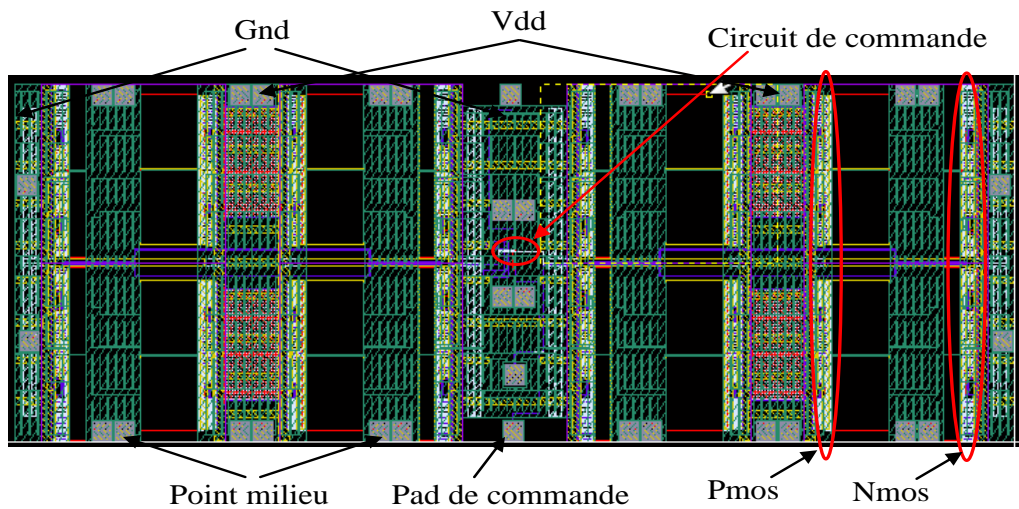 Gnd
Vdd
Circuit de commande
Point milieu
Pad de commande
Pmos
Nmos